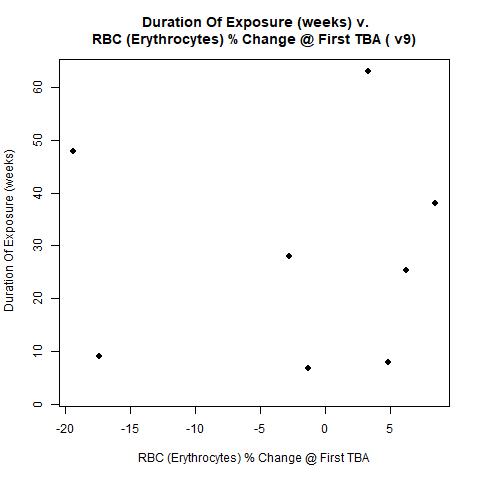 Duration Of Exposure (weeks) v.
RBC (Erythrocytes) % Change @ First TBA ( v9)
Duration Of Exposure (weeks)
60
50
40
30
20
10
0
-20 -15 -10 -5 0 5
RBC (Erythrocytes) % Change @ First TBA